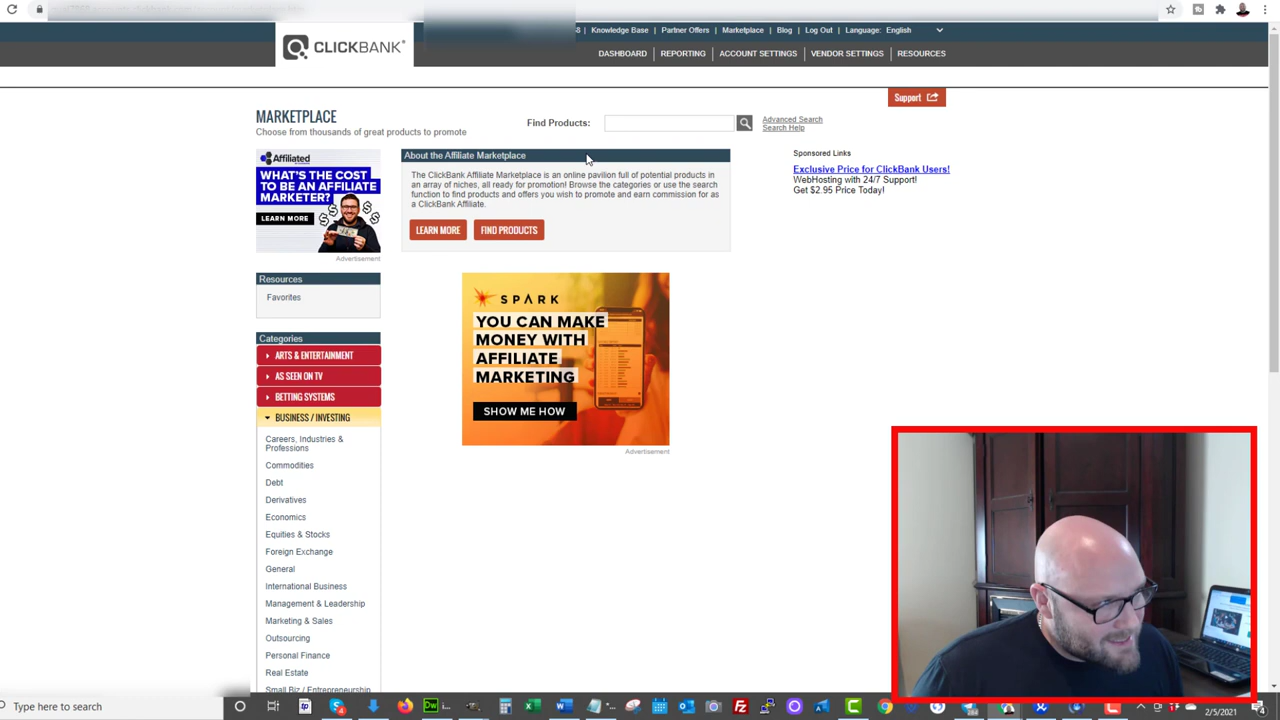 8 | Knowledge Base | Partner Offers | Marketplace | Blog | Log Out | Language: English
CLICKBANK®
DASHBOARD | REPORTING | ACCOUNT SETTINGS | VENDOR SETTINGS | RESOURCES
Support
MARKETPLACE
Choose from thousands of great products to promote
Find Products:
Advanced Search
Search Help
Affiliated
WHAT'S THE COST
TO BE AN AFFILIATE
MARKETER?
LEARN MORE
Advertisement
About the Affiliate Marketplace
The ClickBank Affiliate Marketplace is an online pavilion full of potential products in
an array of niches, all ready for promotion! Browse the categories or use the search
function to find products and offers you wish to promote and earn commission for as
a ClickBank Affiliate.
LEARN MORE
FIND PRODUCTS
Sponsored Links
Exclusive Price for ClickBank Users!
WebHosting with 24/7 Support!
Get $2.95 Price Today!
Resources
Favorites
SPARK
YOU CAN MAKE
MONEY WITH
AFFILIATE
MARKETING
SHOW ME HOW
Advertisement
Categories
ARTS & ENTERTAINMENT
AS SEEN ON TV
BETTING SYSTEMS
BUSINESS / INVESTING
Careers, Industries &
Professions
Commodities
Debt
Derivatives
Economics
Equities & Stocks
Foreign Exchange
General
International Business
Management & Leadership
Marketing & Sales
Outsourcing
Personal Finance
Real Estate
Small Biz / Entrepreneurship
Type here to search
2/5/2021